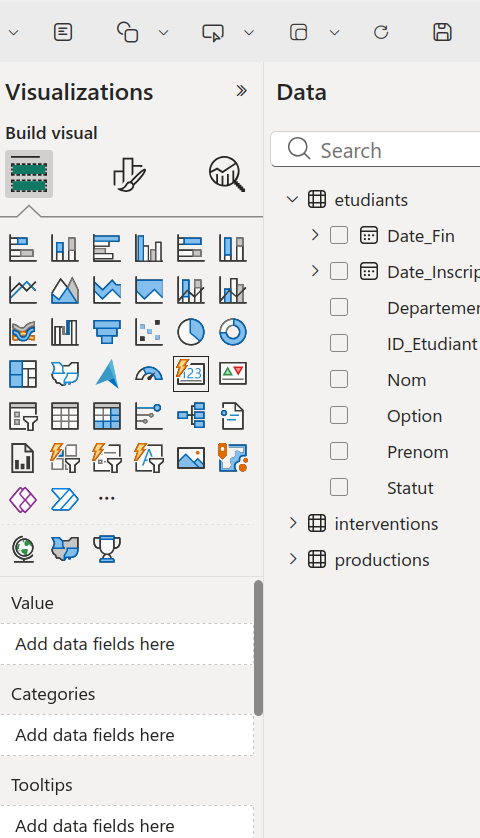 Visualizations
Build visual
123
Value
Add data fields here
Categories
Add data fields here
Tooltips
Add data fields here
Data
Search
etudiants
Date_Fin
Date_Inscrip
Departemen
ID_Etudiant
Nom
Option
Prenom
Statut
interventions
productions